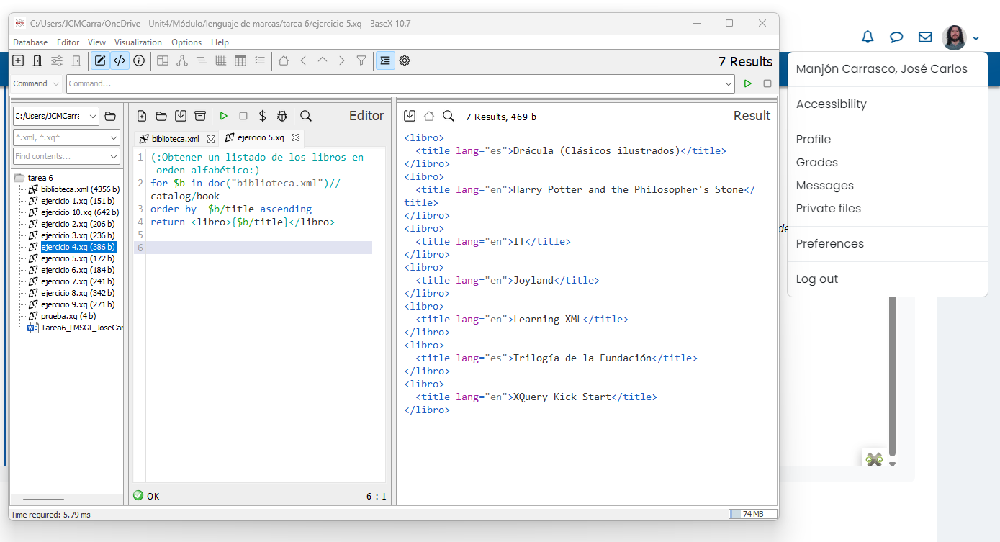 C:/Users/JCMCarra/OneDrive - Unit4/Módulo/lenguaje de marcas/tarea 6/ejercicio 5.xq - BaseX 10.7
Database Editor View Visualization Options Help
7 Results
Command
Command...
C:/Users/JCMCarra
*.xml, *.xq*
Find contents...
tarea 6
biblioteca.xml (4356 b)
ejercicio 1.xq (151 b)
ejercicio 10.xq (642 b)
ejercicio 2.xq (206 b)
ejercicio 3.xq (236 b)
ejercicio 4.xq (386 b)
ejercicio 5.xq (172 b)
ejercicio 6.xq (184 b)
ejercicio 7.xq (241 b)
ejercicio 8.xq (342 b)
ejercicio 9.xq (271 b)
prueba.xq (4 b)
Tarea6_LMSGI_JoseCar
Editor
biblioteca.xml
ejercicio 5.xq
1 (:Obtener un listado de los libros en
orden alfabético:)
2 for $b in doc("biblioteca.xml")//
catalog/book
3 order by  $b/title ascending
4 return <libro>{$b/title}</libro>
5
6
OK
6 : 1
7 Results, 469 b
Result
<libro>
<title lang="es">Drácula (Clásicos ilustrados)</title>
</libro>
<libro>
<title lang="en">Harry Potter and the Philosopher's Stone</
title>
</libro>
<libro>
<title lang="en">IT</title>
</libro>
<libro>
<title lang="en">Joyland</title>
</libro>
<libro>
<title lang="en">Learning XML</title>
</libro>
<libro>
<title lang="es">Trilogía de la Fundación</title>
</libro>
<libro>
<title lang="en">XQuery Kick Start</title>
</libro>
Time required: 5.79 ms
74 MB
Manjón Carrasco, José Carlos
Accessibility
Profile
Grades
Messages
Private files
de
Preferences
Log out